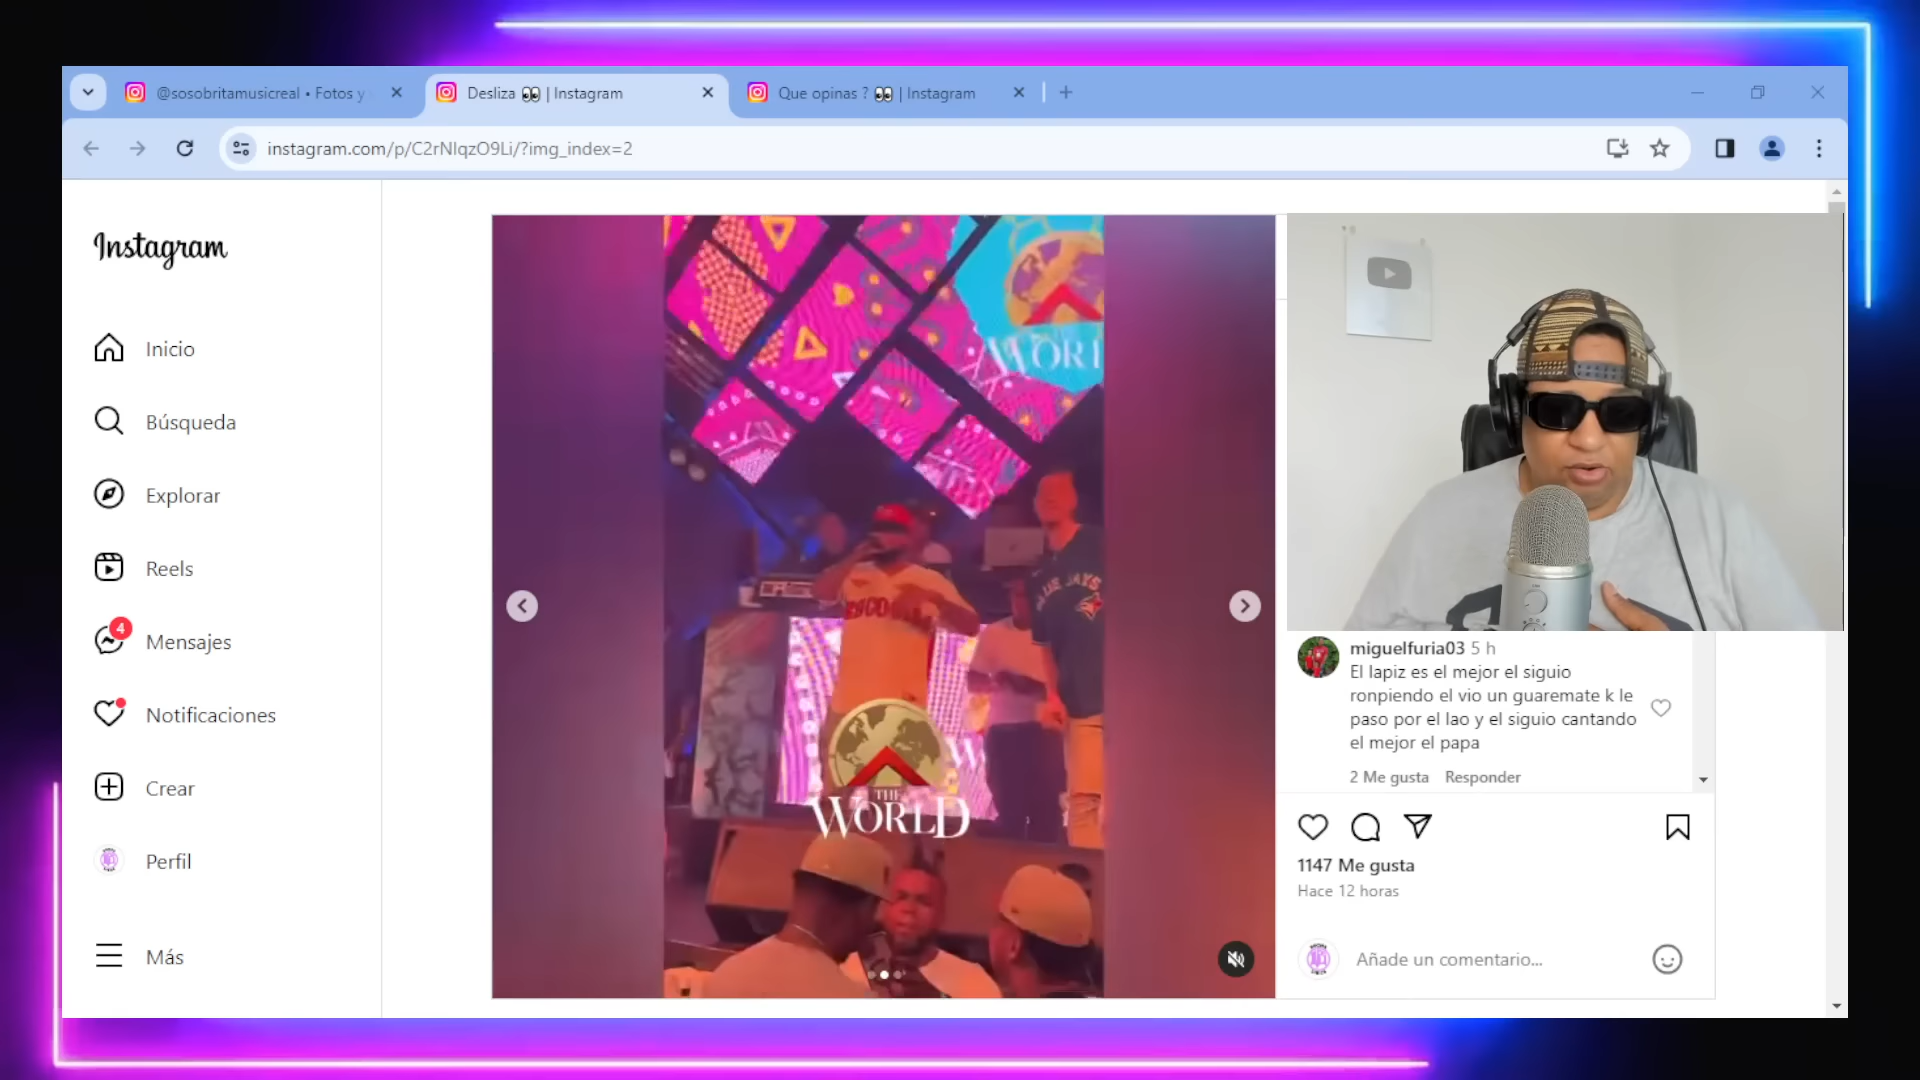 @sosobritamusicreal • Fotos y
Desliza 👀 | Instagram
Que opinas ? 👀 | Instagram
instagram.com/p/C2rNlqzO9Li/?img_index=2
Instagram
Inicio
Búsqueda
Explorar
Reels
4
Mensajes
Notificaciones
Crear
Perfil
Más
WORL
BLUE JAYS
THE
WORLD
miguelfuria03 5 h
El lapiz es el mejor el siguio
ronpiendo el vio un guaremate k le
paso por el lao y el siguio cantando
el mejor el papa
2 Me gusta Responder
1147 Me gusta
Hace 12 horas
Añade un comentario...